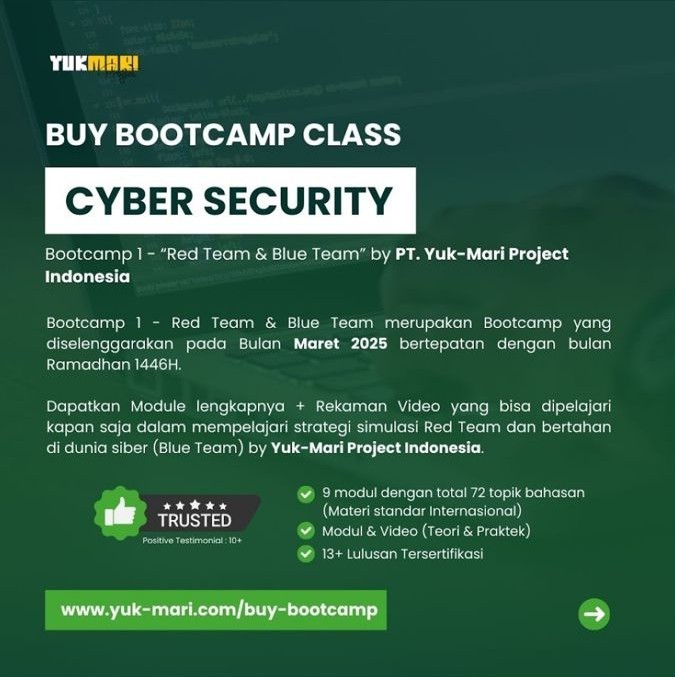 YUKMARI
BUY BOOTCAMP CLASS
CYBER SECURITY
Bootcamp 1 - “Red Team & Blue Team” by PT. Yuk-Mari Project
Indonesia
Bootcamp 1 - Red Team & Blue Team merupakan Bootcamp yang
diselenggarakan pada Bulan Maret 2025 bertepatan dengan bulan
Ramadhan 1446H.
Dapatkan Module lengkapnya + Rekaman Video yang bisa dipelajari
kapan saja dalam mempelajari strategi simulasi Red Team dan bertahan
di dunia siber (Blue Team) by Yuk-Mari Project Indonesia.
TRUSTED
Positive Testimonial : 10+
9 modul dengan total 72 topik bahasan
(Materi standar Internasional)
Modul & Video (Teori & Praktek)
13+ Lulusan Tersertifikasi
www.yuk-mari.com/buy-bootcamp